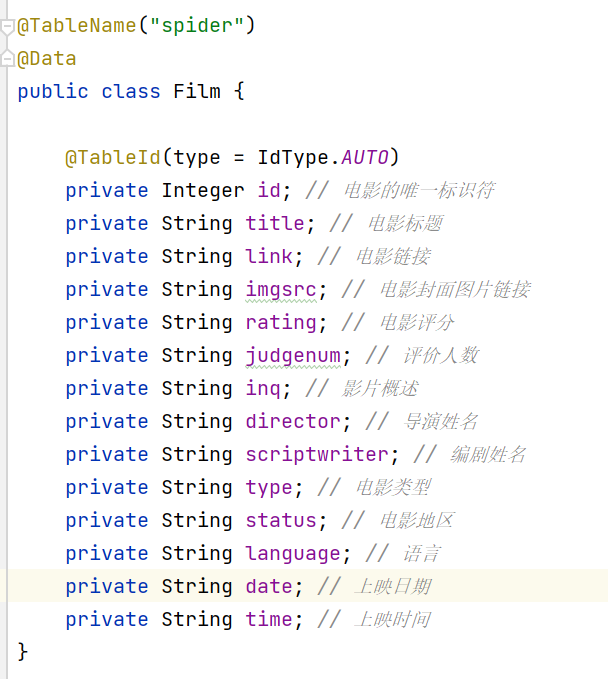 @TableName("spider")
@Data
public class Film {
@TableId(type = IdType.AUTO)
private Integer id; // 电影的唯一标识符
private String title; // 电影标题
private String link; // 电影链接
private String imgsrc; // 电影封面图片链接
private String rating; // 电影评分
private String judgenum; // 评价人数
private String inq; // 影片概述
private String director; // 导演姓名
private String scriptwriter; // 编剧姓名
private String type; // 电影类型
private String status; // 电影地区
private String language; // 语言
private String date; // 上映日期
private String time; // 上映时间
}